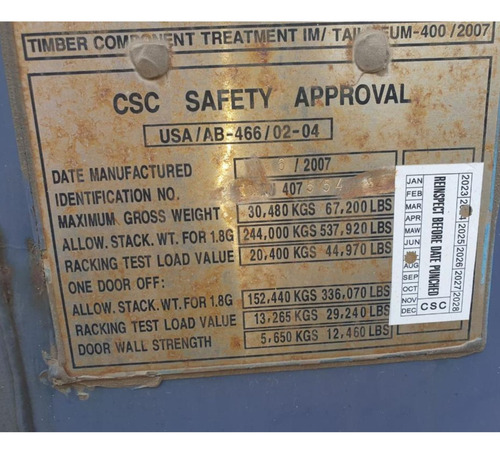 TIMBER COMPONENT TREATMENT IM/ TAIL EUM-400 /2007
CSC SAFETY APPROVAL
USA/AB-466/02-04
DATE MANUFACTURED / 2007
IDENTIFICATION NO. 407
MAXIMUM GROSS WEIGHT 30,480 KGS 67,200 LBS
ALLOW. STACK. WT. FOR 1.8G 244,000 KGS 537,920 LBS
RACKING TEST LOAD VALUE 20,400 KGS 44,970 LBS
ONE DOOR OFF:
ALLOW. STACK. WT. FOR 1.8G 152,440 KGS 336,070 LBS
RACKING TEST LOAD VALUE 13,265 KGS 29,240 LBS
DOOR WALL STRENGTH 5,650 KGS 12,460 LBS
JAN
FEB
MAR
APR
MAW
JUN
AUG
SEP
OCT
NOV
DEC
REINSPECT BEFORE DATE PUNCHED
CSC
2023 2025 2026 2027 2028